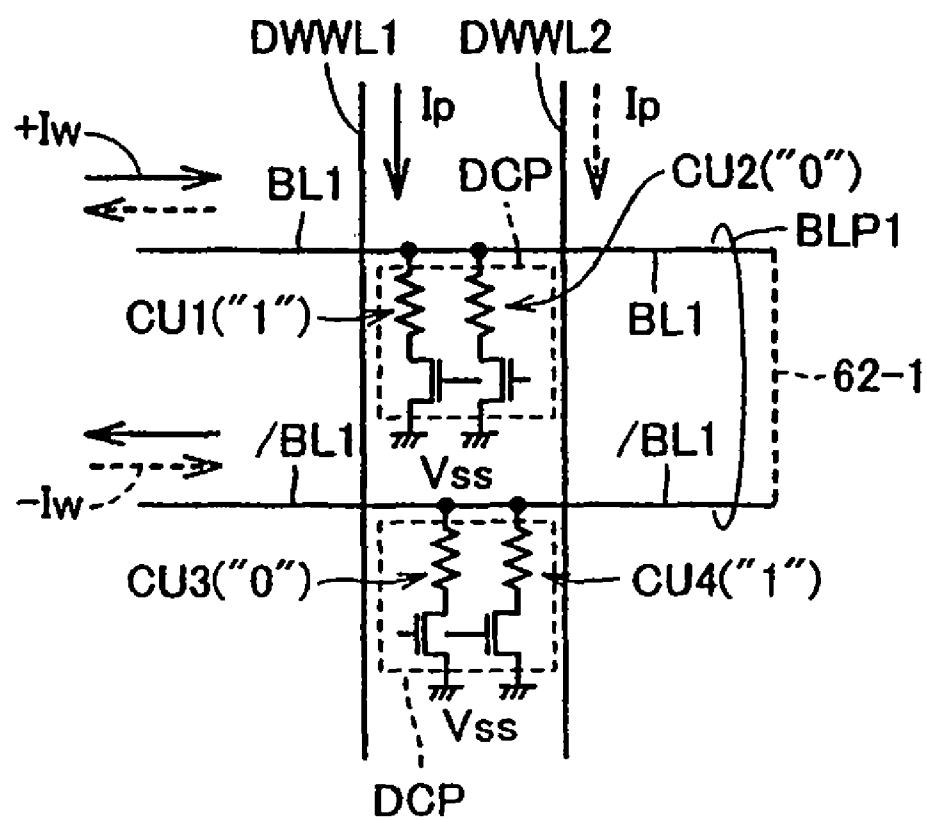 DWWL1 DWWL2
+Iw Ip Ip
BL1 DCP CU2("0")
BLP1
CU1("1") BL1
62-1
/BL1 Vss /BL1
-Iw
CU3("0") CU4("1")
Vss
DCP